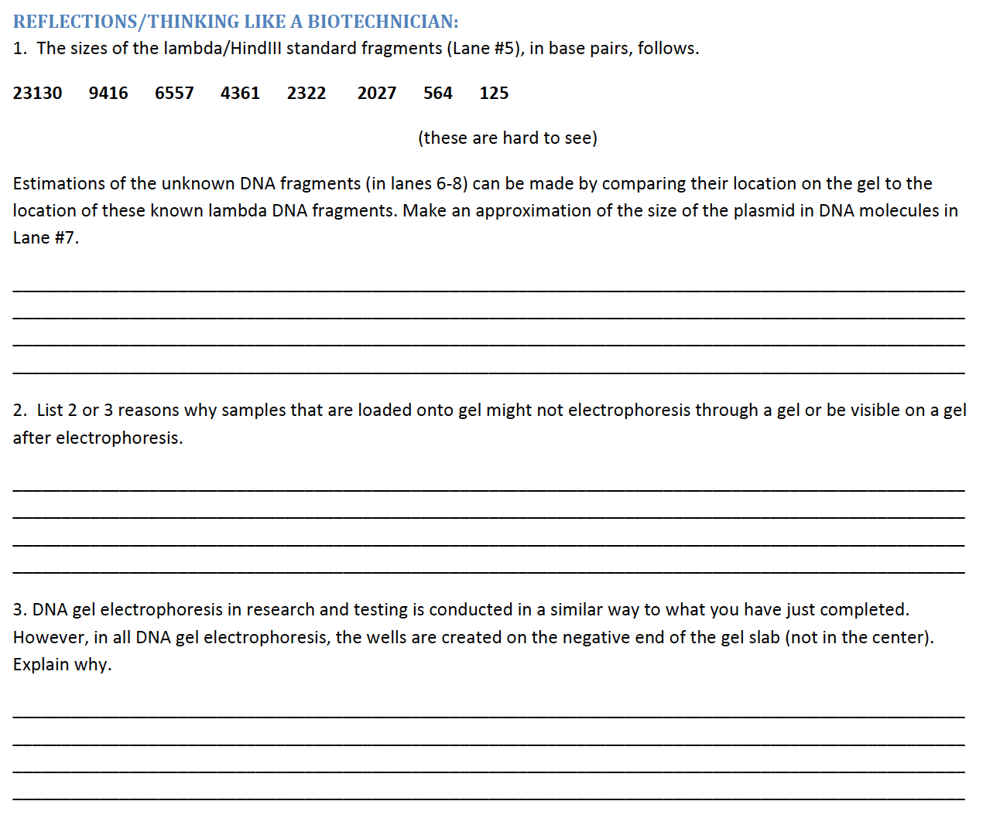 REFLECTIONS/THINKING LIKE A BIOTECHNICIAN:
1. The sizes of the lambda/HindIII standard fragments (Lane #5), in base pairs, follows.
23130 9416 6557 4361 2322 2027 564 125
(these are hard to see)
Estimations of the unknown DNA fragments (in lanes 6-8) can be made by comparing their location on the gel to the
location of these known lambda DNA fragments. Make an approximation of the size of the plasmid in DNA molecules in
Lane #7.
2. List 2 or 3 reasons why samples that are loaded onto gel might not electrophoresis through a gel or be visible on a gel
after electrophoresis.
3. DNA gel electrophoresis in research and testing is conducted in a similar way to what you have just completed.
However, in all DNA gel electrophoresis, the wells are created on the negative end of the gel slab (not in the center).
Explain why.